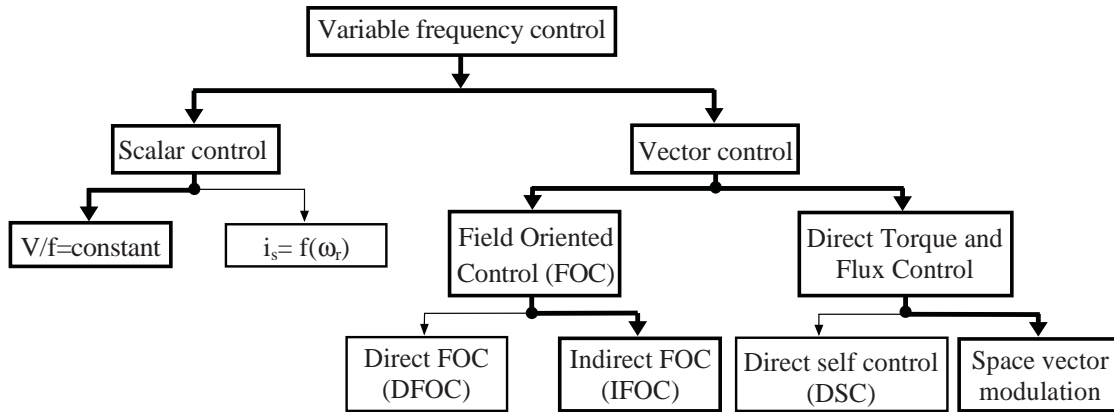 Variable frequency control
Scalar control
Vector control
V/f=constant
iₛ= f(ωᵣ)
Field Oriented
Control (FOC)
Direct Torque and
Flux Control
Direct FOC
(DFOC)
Indirect FOC
(IFOC)
Direct self control
(DSC)
Space vector
modulation